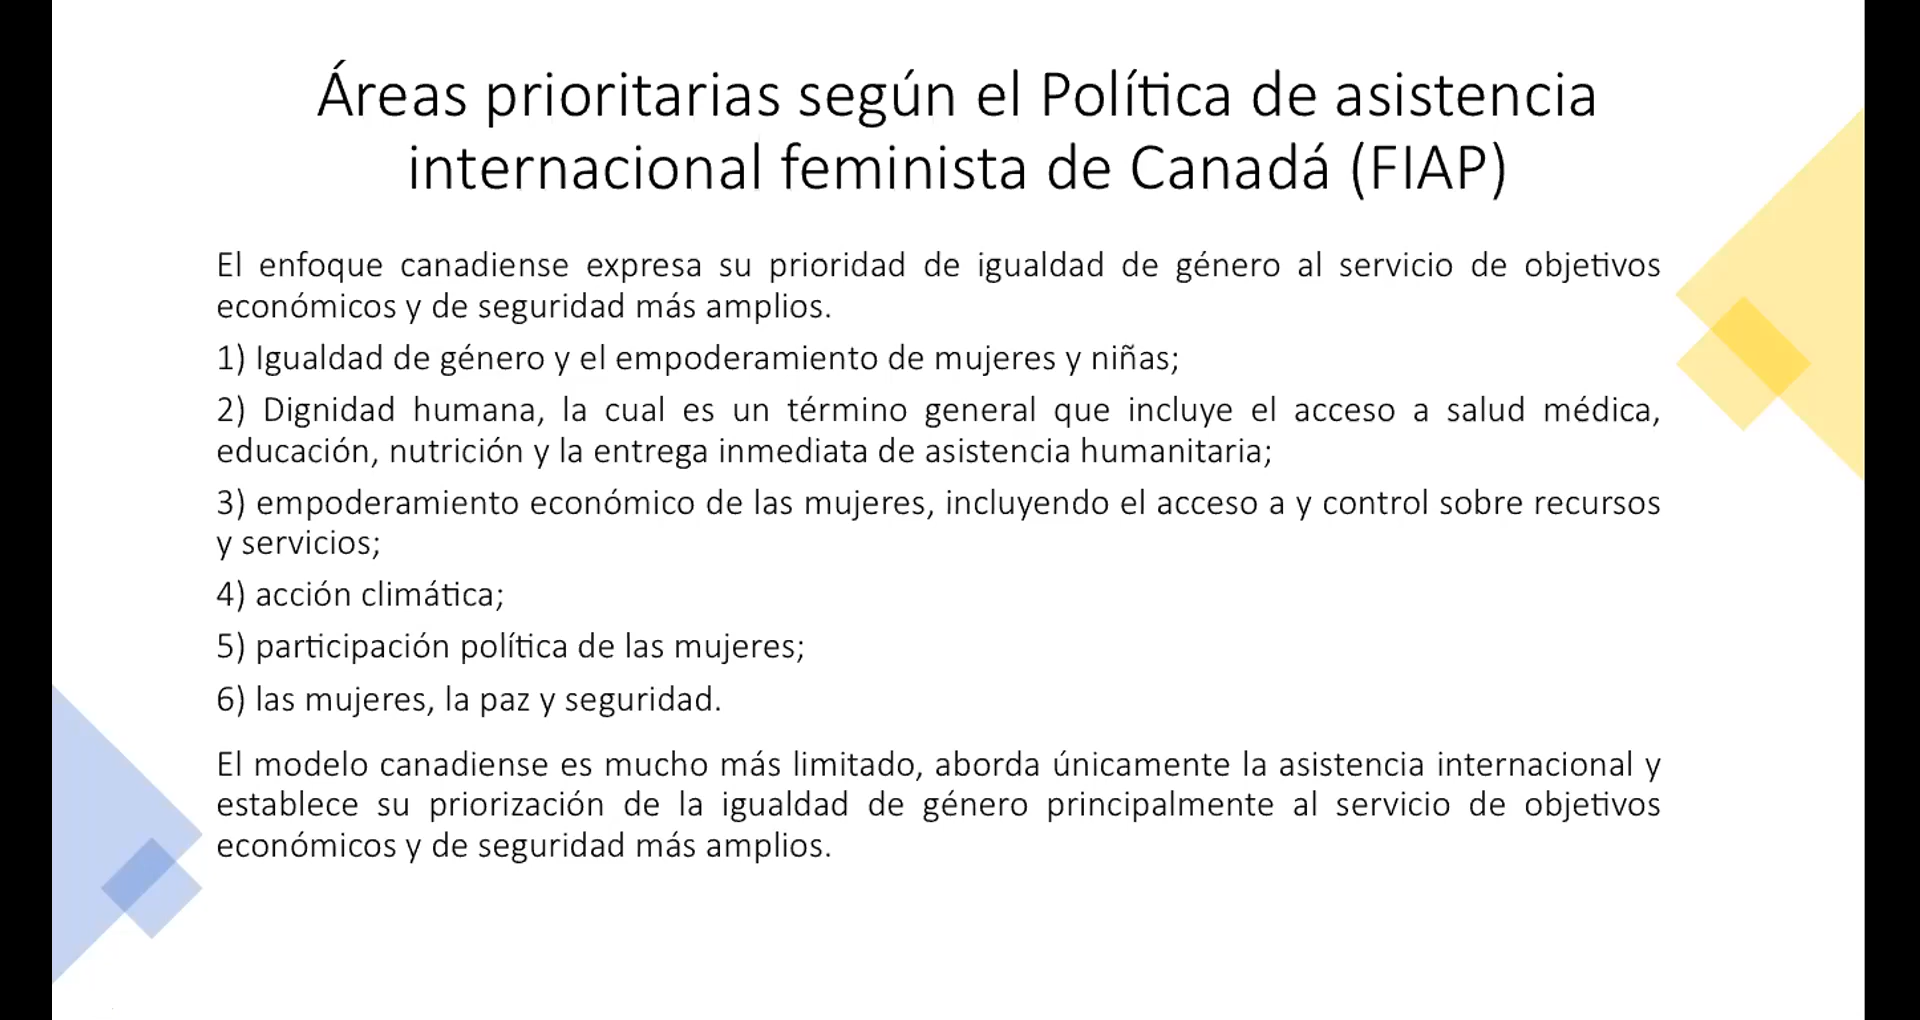 Áreas prioritarias según el Política de asistencia
internacional feminista de Canadá (FIAP)
El enfoque canadiense expresa su prioridad de igualdad de género al servicio de objetivos
económicos y de seguridad más amplios.
1) Igualdad de género y el empoderamiento de mujeres y niñas;
2) Dignidad humana, la cual es un término general que incluye el acceso a salud médica,
educación, nutrición y la entrega inmediata de asistencia humanitaria;
3) empoderamiento económico de las mujeres, incluyendo el acceso a y control sobre recursos
y servicios;
4) acción climática;
5) participación política de las mujeres;
6) las mujeres, la paz y seguridad.
El modelo canadiense es mucho más limitado, aborda únicamente la asistencia internacional y
establece su priorización de la igualdad de género principalmente al servicio de objetivos
económicos y de seguridad más amplios.